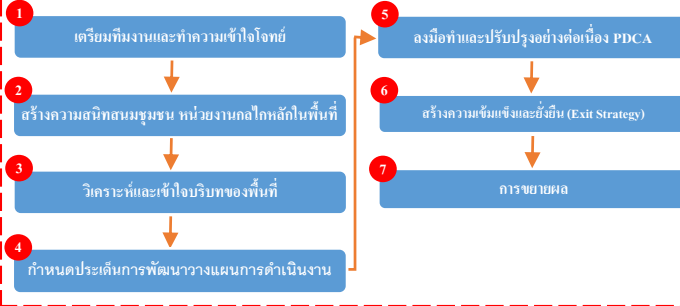 1
เตรียมทีมงานและทำความเข้าใจโจทย์
2
สร้างความสนิทสนมชุมชน หน่วยงานกลไกหลักในพื้นที่
3
วิเคราะห์และเข้าใจบริบทของพื้นที่
4
กำหนดประเด็นการพัฒนาวางแผนการดำเนินงาน
5
ลงมือทำและปรับปรุงอย่างต่อเนื่อง PDCA
6
สร้างความเข้มแข็งและยั่งยืน (Exit Strategy)
7
การขยายผล